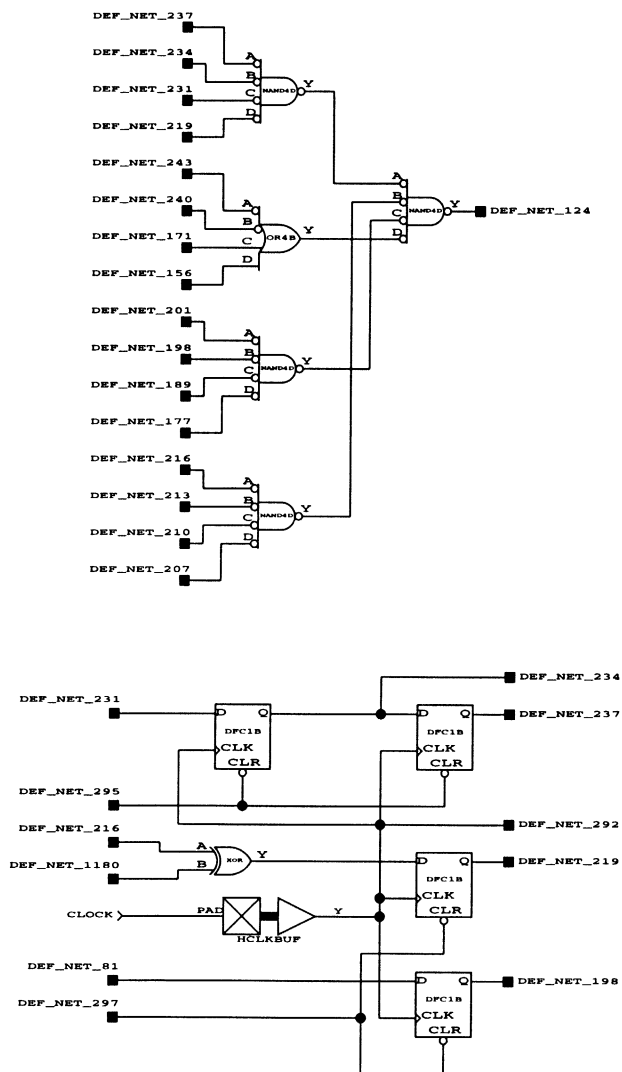 DEF_NET_237
DEF_NET_234
DEF_NET_231
DEF_NET_219
A
B
C
D
NAND4D
Y
DEF_NET_243
DEF_NET_240
DEF_NET_171
DEF_NET_156
A
B
C
D
OR4B
Y
A
B
C
D
NAND4D
Y
DEF_NET_124
DEF_NET_201
DEF_NET_198
DEF_NET_189
DEF_NET_177
A
B
C
D
NAND4D
Y
DEF_NET_216
DEF_NET_213
DEF_NET_210
DEF_NET_207
A
B
C
D
NAND4D
Y
DEF_NET_234
DEF_NET_231
D Q
DFC1B
CLK
CLR
D Q
DFC1B
CLK
CLR
DEF_NET_237
DEF_NET_295
DEF_NET_292
DEF_NET_216
DEF_NET_1180
A
B
XOR
Y
D Q
DFC1B
CLK
CLR
DEF_NET_219
CLOCK
PAD
HCLKBUF
Y
DEF_NET_81
DEF_NET_297
D Q
DFC1B
CLK
CLR
DEF_NET_198